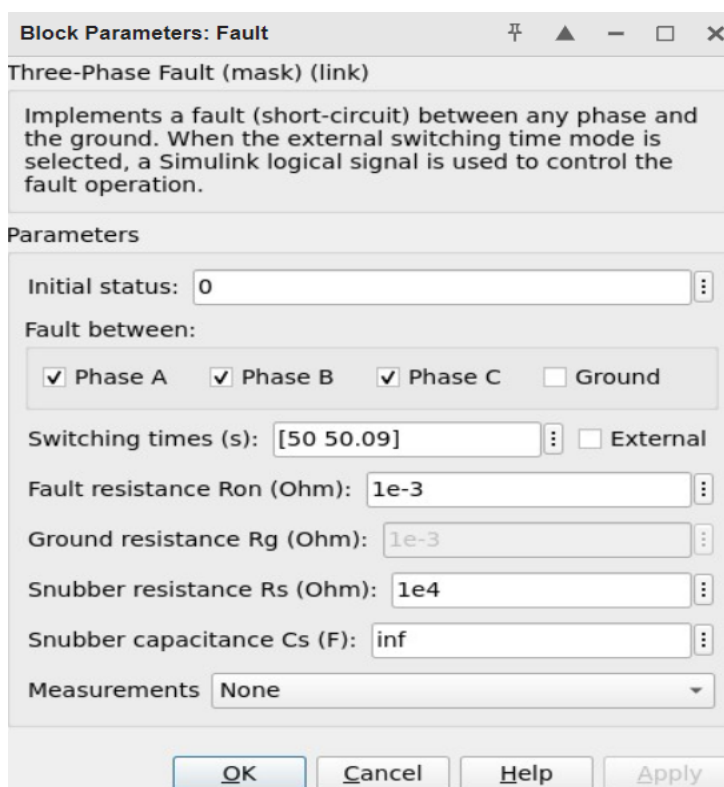 Block Parameters: Fault
Three-Phase Fault (mask) (link)
Implements a fault (short-circuit) between any phase and
the ground. When the external switching time mode is
selected, a Simulink logical signal is used to control the
fault operation.
Parameters
Initial status: 0
Fault between:
Phase A Phase B Phase C Ground
Switching times (s): [50 50.09] External
Fault resistance Ron (Ohm): 1e-3
Ground resistance Rg (Ohm): 1e-3
Snubber resistance Rs (Ohm): 1e4
Snubber capacitance Cs (F): inf
Measurements None
OK Cancel Help Apply